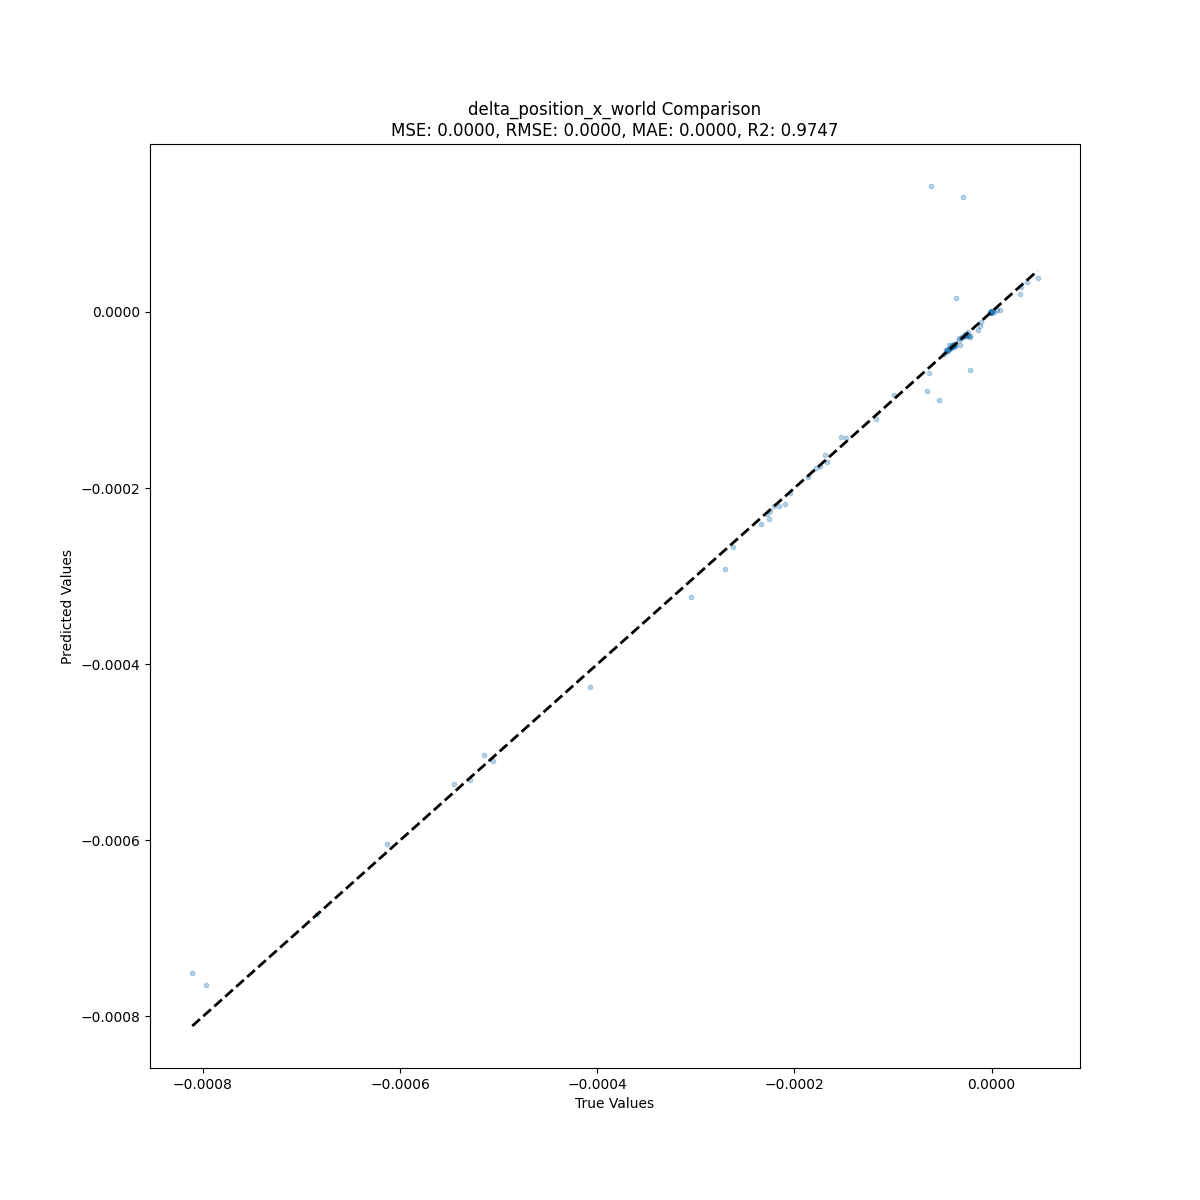 delta_position_x_world Comparison
MSE: 0.0000, RMSE: 0.0000, MAE: 0.0000, R2: 0.9747
0.0000
−0.0002
−0.0004
−0.0006
−0.0008
Predicted Values
−0.0008 −0.0006 −0.0004 −0.0002 0.0000
True Values